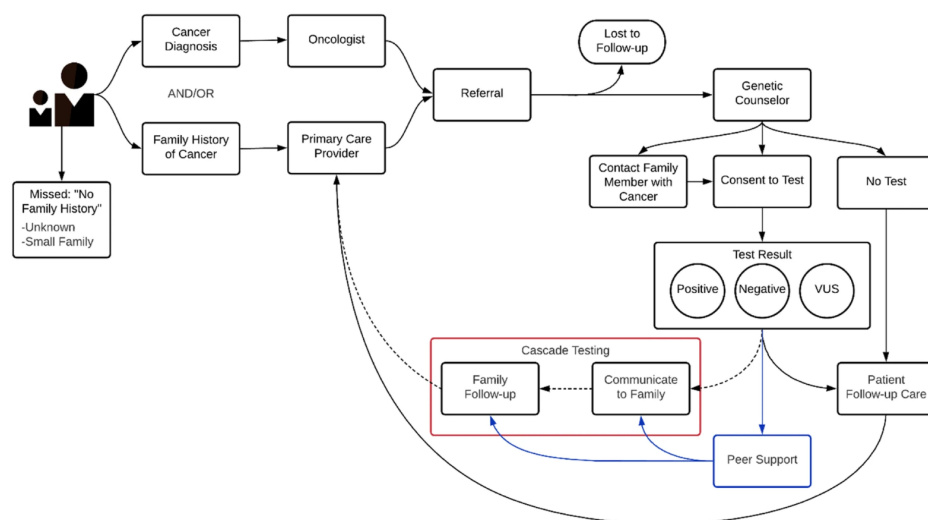 Cancer
Diagnosis
Oncologist
Lost to
Follow-up
AND/OR
Referral
Genetic
Counselor
Family History
of Cancer
Primary Care
Provider
Missed: "No
Family History"
-Unknown
-Small Family
Contact Family
Member with
Cancer
Consent to Test
No Test
Test Result
Positive
Negative
VUS
Cascade Testing
Family
Follow-up
Communicate
to Family
Patient
Follow-up Care
Peer Support